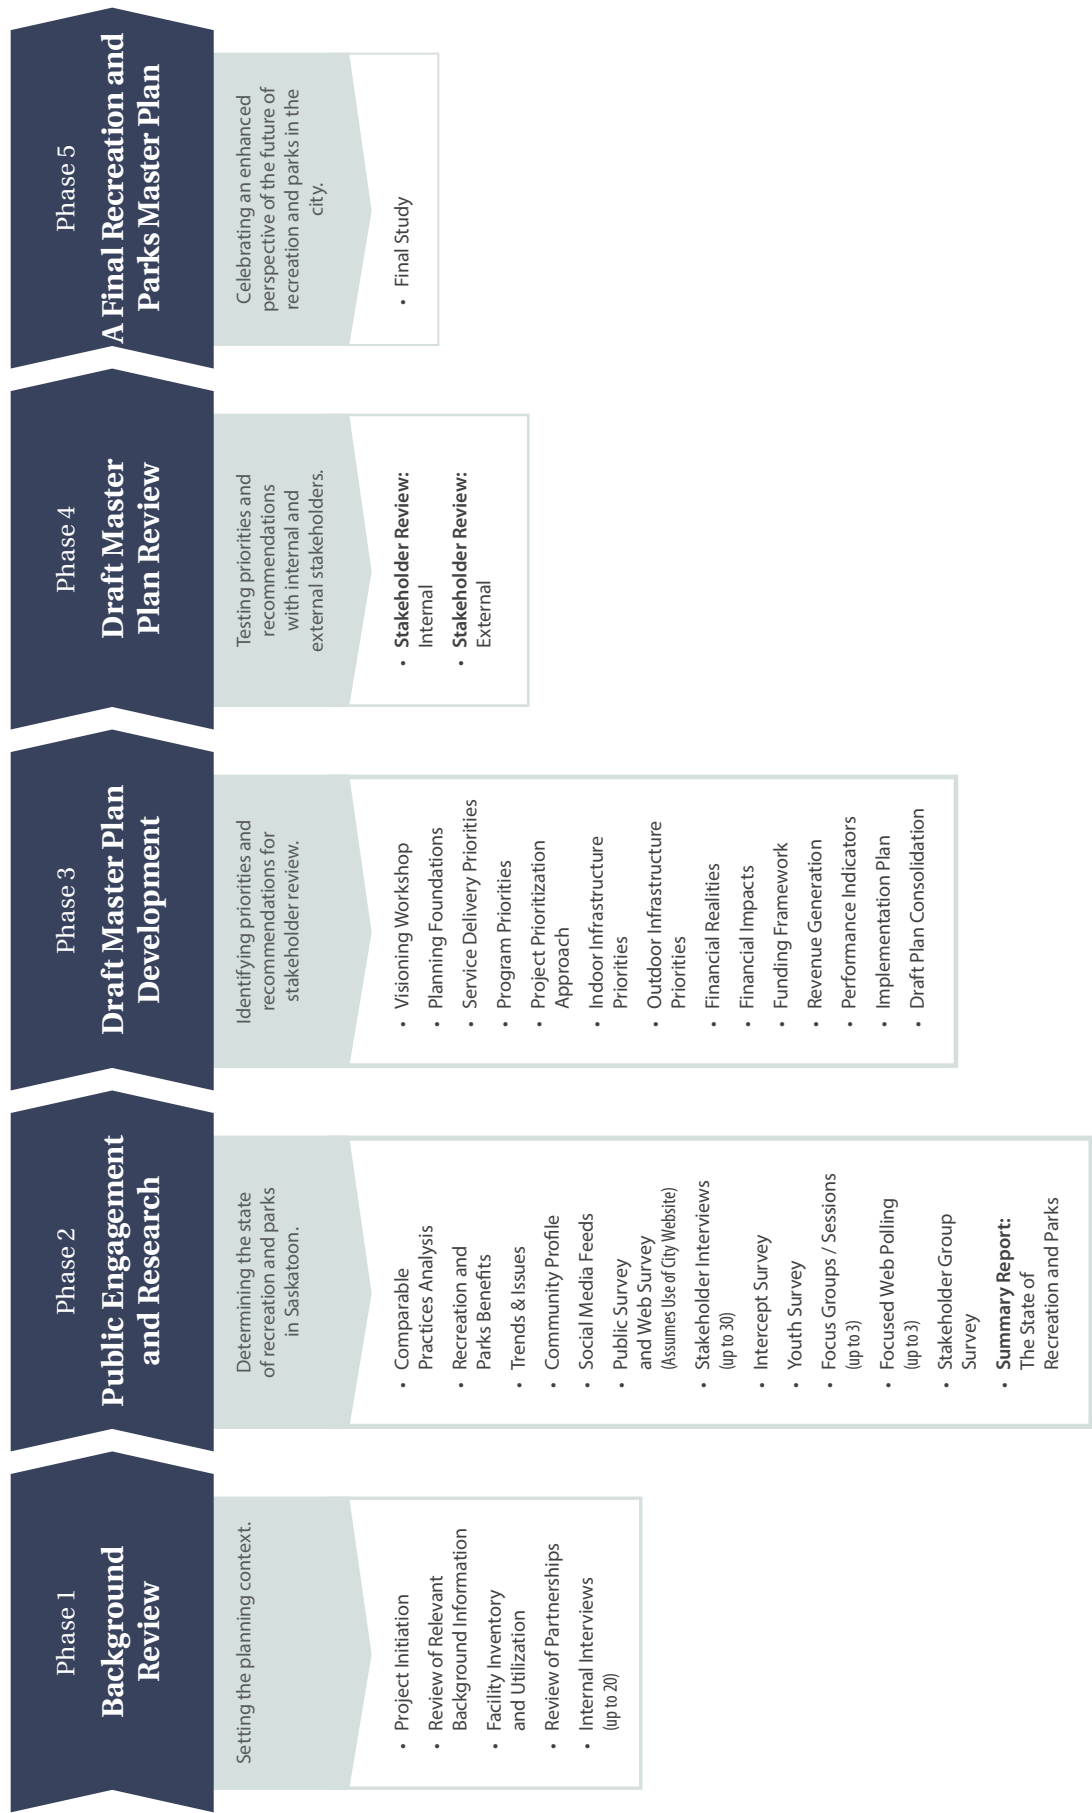 Phase 1
Background
Review
Setting the planning context.
• Project Initiation
• Review of Relevant
Background Information
• Facility Inventory
and Utilization
• Review of Partnerships
• Internal Interviews
(up to 20)
Phase 2
Public Engagement
and Research
Determining the state
of recreation and parks
in Saskatoon.
• Comparable
Practices Analysis
• Recreation and
Parks Benefits
• Trends & Issues
• Community Profile
• Social Media Feeds
• Public Survey
and Web Survey
(Assumes Use of City Website)
• Stakeholder Interviews
(up to 30)
• Intercept Survey
• Youth Survey
• Focus Groups / Sessions
(up to 3)
• Focused Web Polling
(up to 3)
• Stakeholder Group
Survey
• Summary Report:
The State of
Recreation and Parks
Phase 3
Draft Master Plan
Development
Identifying priorities and
recommendations for
stakeholder review.
• Visioning Workshop
• Planning Foundations
• Service Delivery Priorities
• Program Priorities
• Project Prioritization
Approach
• Indoor Infrastructure
Priorities
• Outdoor Infrastructure
Priorities
• Financial Realities
• Financial Impacts
• Funding Framework
• Revenue Generation
• Performance Indicators
• Implementation Plan
• Draft Plan Consolidation
Phase 4
Draft Master
Plan Review
Testing priorities and
recommendations
with internal and
external stakeholders.
• Stakeholder Review:
Internal
• Stakeholder Review:
External
Phase 5
A Final Recreation and
Parks Master Plan
Celebrating an enhanced
perspective of the future of
recreation and parks in the
city.
• Final Study